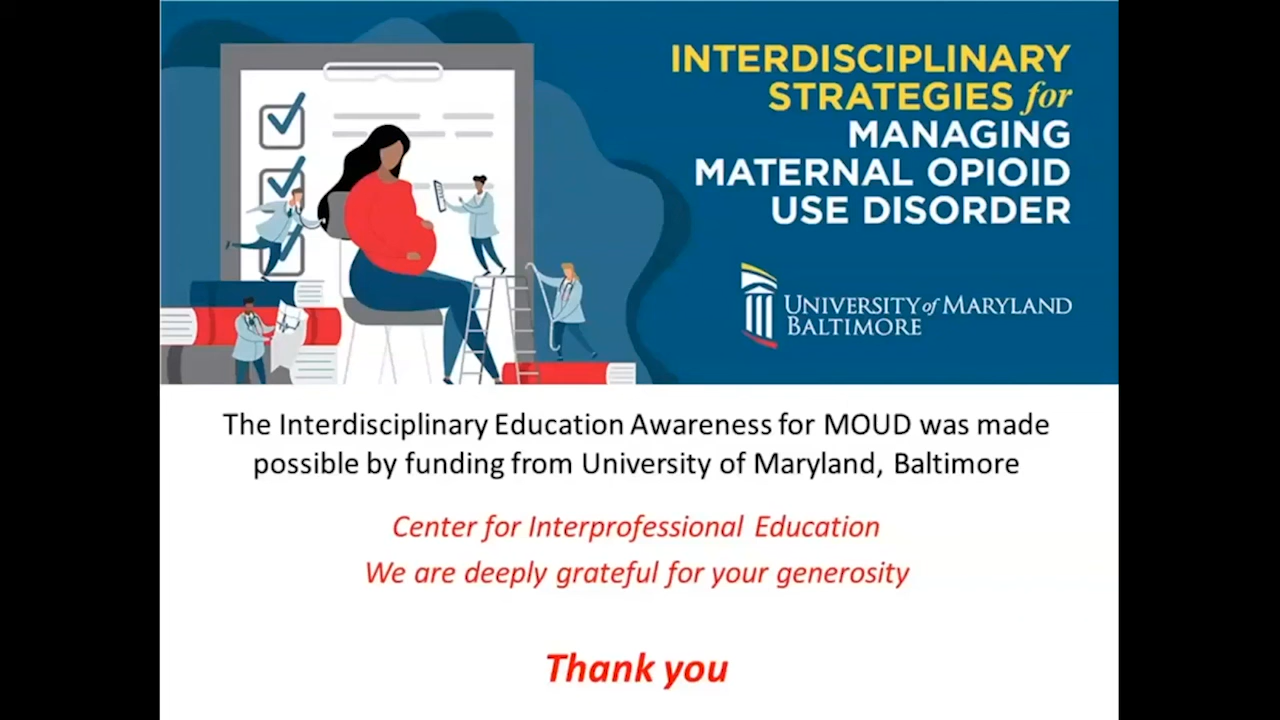 INTERDISCIPLINARY
STRATEGIES for
MANAGING
MATERNAL OPIOID
USE DISORDER
UNIVERSITY of MARYLAND
BALTIMORE
The Interdisciplinary Education Awareness for MOUD was made
possible by funding from University of Maryland, Baltimore
Center for Interprofessional Education
We are deeply grateful for your generosity
Thank you